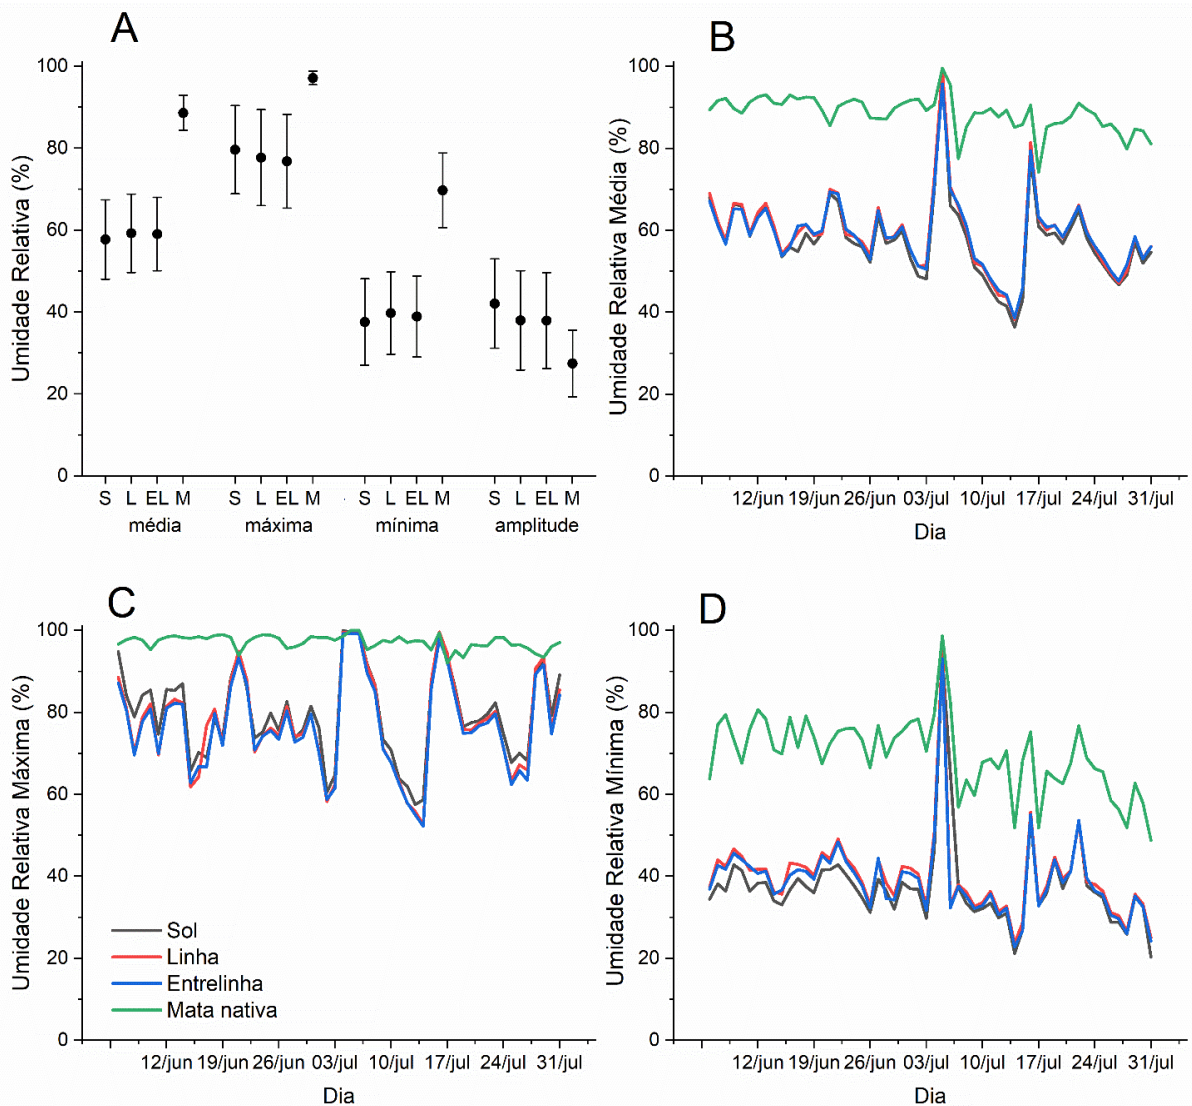 A
Umidade Relativa (%)
100
80
60
40
20
0
S L EL M S L EL M S L EL M S L EL M
média máxima mínima amplitude
B
Umidade Relativa Média (%)
100
80
60
40
20
0
12/jun 19/jun 26/jun 03/jul 10/jul 17/jul 24/jul 31/jul
Dia
C
Umidade Relativa Máxima (%)
100
80
60
40
20
0
Sol
Linha
Entrelinha
Mata nativa
12/jun 19/jun 26/jun 03/jul 10/jul 17/jul 24/jul 31/jul
Dia
D
Umidade Relativa Mínima (%)
100
80
60
40
20
0
12/jun 19/jun 26/jun 03/jul 10/jul 17/jul 24/jul 31/jul
Dia